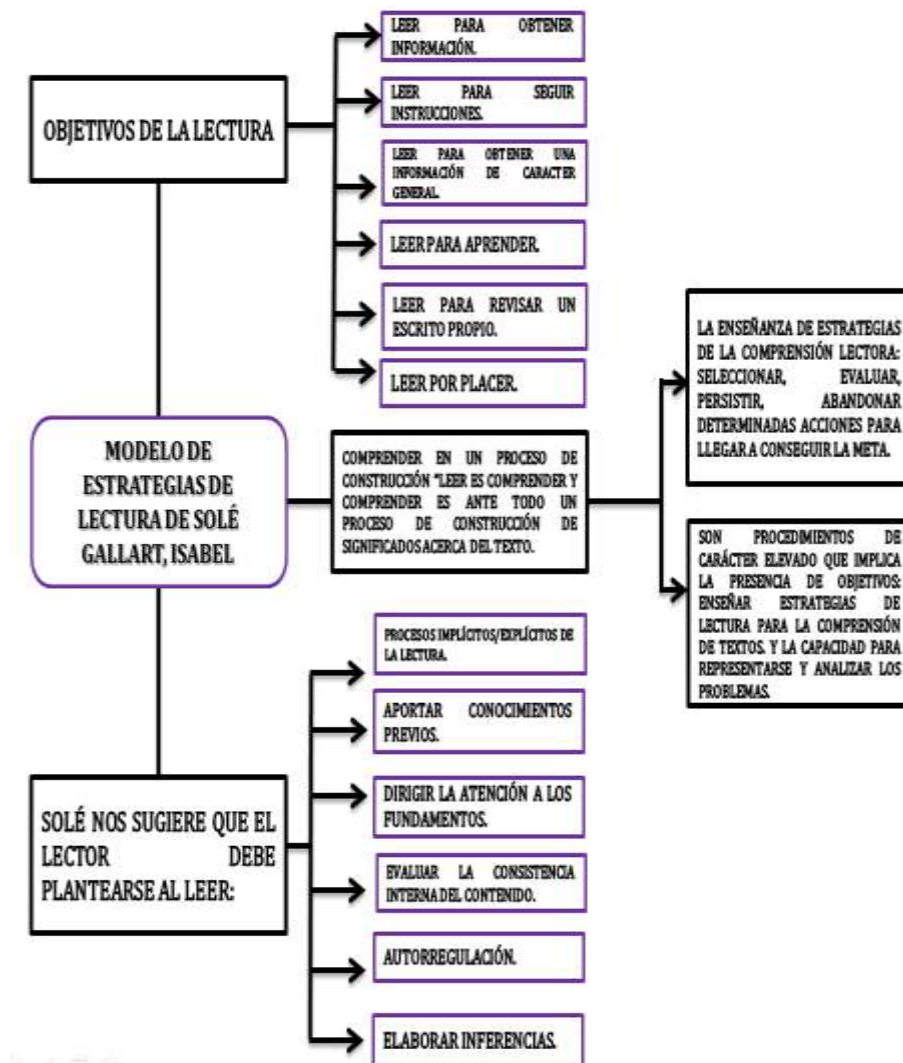 LEER PARA OBTENER
INFORMACIÓN.
LEER PARA SEGUIR
INSTRUCCIONES.
LEER PARA OBTENER UNA
INFORMACIÓN DE CARACTER
GENERAL.
LEER PARA APRENDER.
LEER PARA REVISAR UN
ESCRITO PROPIO.
LEER POR PLACER.
OBJETIVOS DE LA LECTURA
MODELO DE
ESTRATEGIAS DE
LECTURA DE SOLÉ
GALLART, ISABEL
COMPRENDER EN UN PROCESO DE
CONSTRUCCIÓN "LEER ES COMPRENDER Y
COMPRENDER ES ANTE TODO UN
PROCESO DE CONSTRUCCIÓN DE
SIGNIFICADOS ACERCA DEL TEXTO.
LA ENSEÑANZA DE ESTRATEGIAS
DE LA COMPRENSIÓN LECTORA:
SELECCIONAR, EVALUAR,
PERSISTIR, ABANDONAR
DETERMINADAS ACCIONES PARA
LLEGAR A CONSEGUIR LA META.
SON PROCEDIMIENTOS DE
CARÁCTER ELEVADO QUE IMPLICA
LA PRESENCIA DE OBJETIVOS:
ENSEÑAR ESTRATEGIAS DE
LECTURA PARA LA COMPRENSIÓN
DE TEXTOS. Y LA CAPACIDAD PARA
REPRESENTARSE Y ANALIZAR LOS
PROBLEMAS.
SOLÉ NOS SUGIERE QUE EL
LECTOR DEBE
PLANTEARSE AL LEER:
PROCESOS IMPLÍCITOS/EXPLÍCITOS DE
LA LECTURA.
APORTAR CONOCIMIENTOS
PREVIOS.
DIRIGIR LA ATENCIÓN A LOS
FUNDAMENTOS.
EVALUAR LA CONSISTENCIA
INTERNA DEL CONTENIDO.
AUTORREGULACIÓN.
ELABORAR INFERENCIAS.